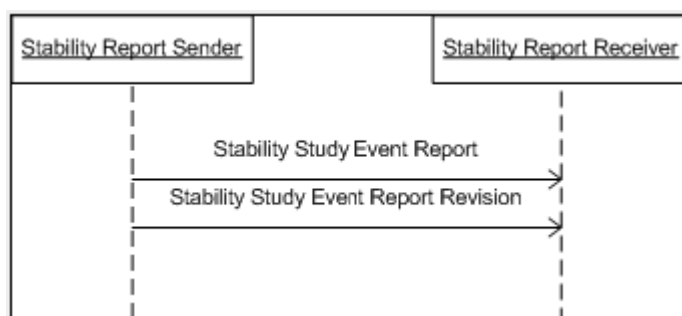 Stability Report Sender
Stability Report Receiver
Stability Study Event Report
Stability Study Event Report Revision